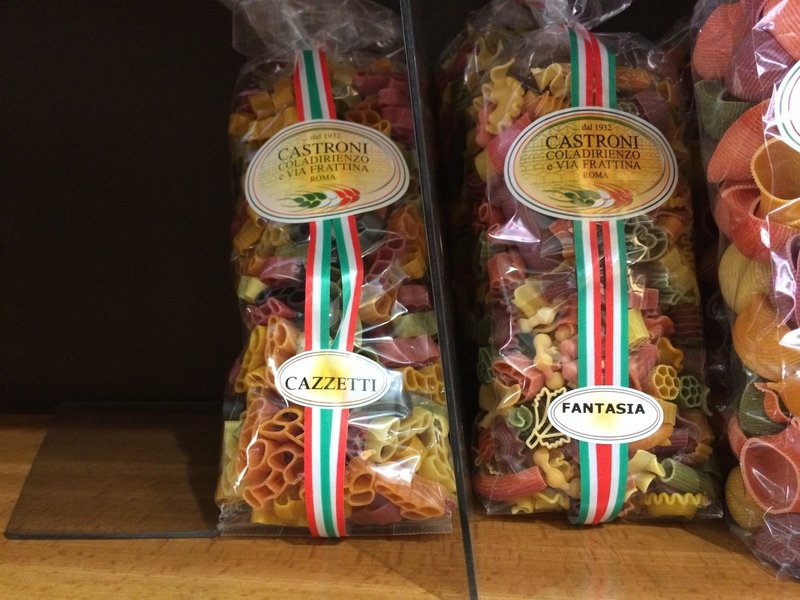 ... dal 1932
CASTRONI
COLADIRIENZO
e VIA FRATTINA
ROMA
CAZZETTI
... dal 1932
CASTRONI
COLADIRIENZO
e VIA FRATTINA
ROMA
FANTASIA